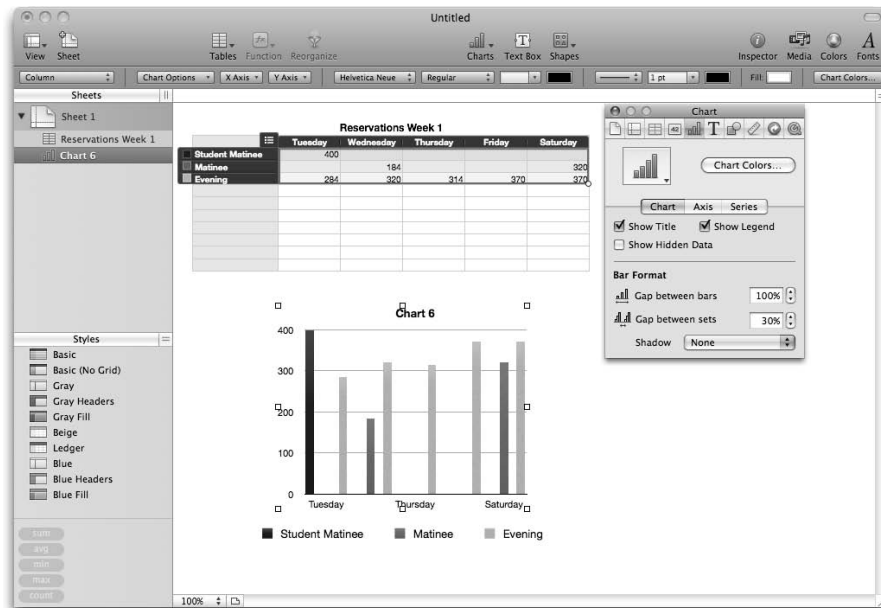 Untitled
View Sheet Tables Function Reorganize Charts Text Box Shapes Inspector Media Colors Fonts
Column Chart Options X Axis Y Axis Helvetica Neue Regular 1 pt Fill: Chart Colors...
Sheets
Sheet 1
Reservations Week 1
Chart 6
Reservations Week 1
Tuesday Wednesday Thursday Friday Saturday
Student Matinee 400
Matinee 184 320
Evening 284 320 314 370 370
Chart
42
Chart Colors...
Chart Axis Series
Show Title Show Legend
Show Hidden Data
Bar Format
Gap between bars 100%
Gap between sets 30%
Shadow None
Chart 6
400
300
200
100
0
Tuesday Thursday Saturday
Student Matinee Matinee Evening
Styles
Basic
Basic (No Grid)
Gray
Gray Headers
Gray Fill
Beige
Ledger
Blue
Blue Headers
Blue Fill
sum
avg
min
max
count
100%